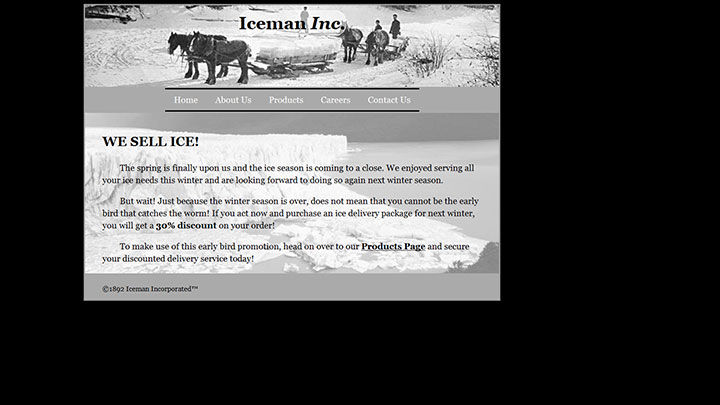 Iceman Inc.
Home About Us Products Careers Contact Us
WE SELL ICE!
The spring is finally upon us and the ice season is coming to a close. We enjoyed serving all
your ice needs this winter and are looking forward to doing so again next winter season.
But wait! Just because the winter season is over, does not mean that you cannot be the early
bird that catches the worm! If you act now and purchase an ice delivery package for next winter,
you will get a 30% discount on your order!
To make use of this early bird promotion, head on over to our Products Page and secure
your discounted delivery service today!
©1892 Iceman Incorporated™